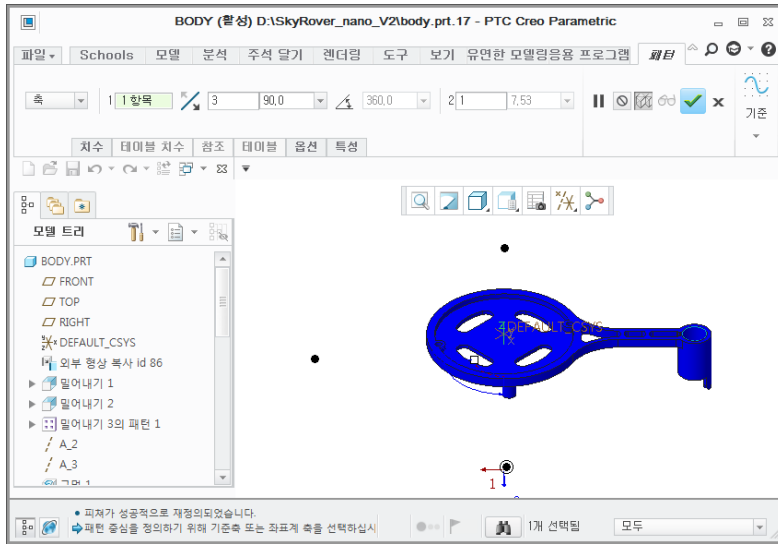 BODY (활성) D:\SkyRover_nano_V2\body.prt.17 - PTC Creo Parametric
파일 Schools 모델 분석 주석 달기 렌더링 도구 보기 유연한 모델링 응용 프로그램 패턴
축 1 1 항목 3 90,0 360,0 2 1 7,53
기준
치수 테이블 치수 참조 테이블 옵션 특성
모델 트리
BODY.PRT
FRONT
TOP
RIGHT
DEFAULT_CSYS
외부 형상 복사 id 86
밀어내기 1
밀어내기 2
밀어내기 3의 패턴 1
A_2
A_3
DEFAULT_CSYS
1
피쳐가 성공적으로 재정의되었습니다.
패턴 중심을 정의하기 위해 기준축 또는 좌표계 축을 선택하십시
1개 선택됨 모두